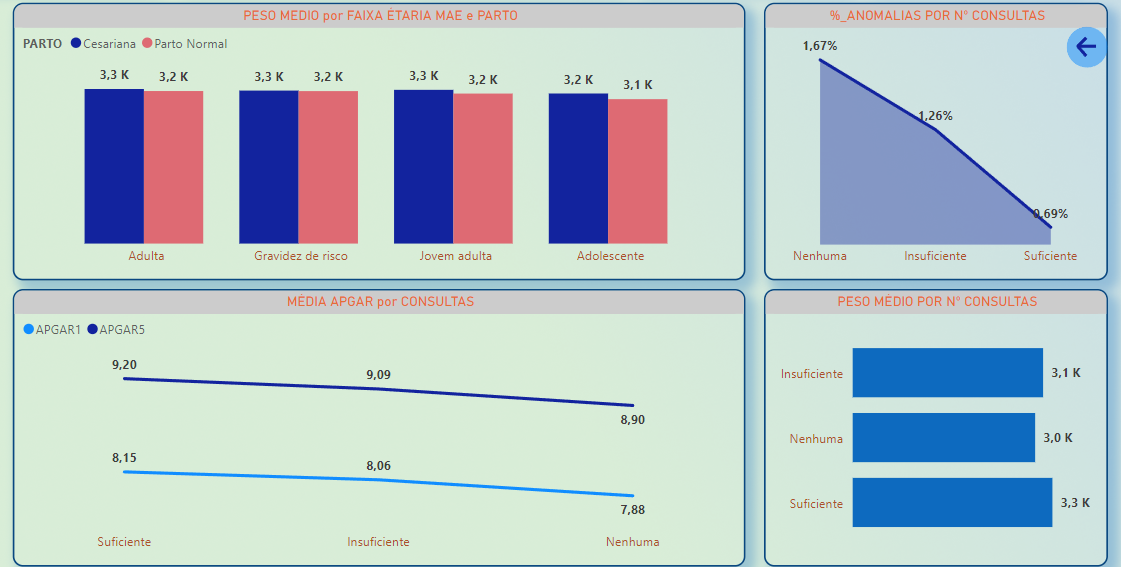 PESO MEDIO por FAIXA ÉTARIA MAE e PARTO
PARTO Cesariana Parto Normal
3,3 K 3,2 K 3,3 K 3,2 K 3,3 K 3,2 K 3,2 K 3,1 K
Adulta Gravidez de risco Jovem adulta Adolescente
%_ANOMALIAS POR Nº CONSULTAS
1,67%
1,26%
0,69%
Nenhuma Insuficiente Suficiente
MÉDIA APGAR por CONSULTAS
APGAR1 APGAR5
9,20 9,09 8,90
8,15 8,06 7,88
Suficiente Insuficiente Nenhuma
PESO MÉDIO POR Nº CONSULTAS
Insuficiente 3,1 K
Nenhuma 3,0 K
Suficiente 3,3 K